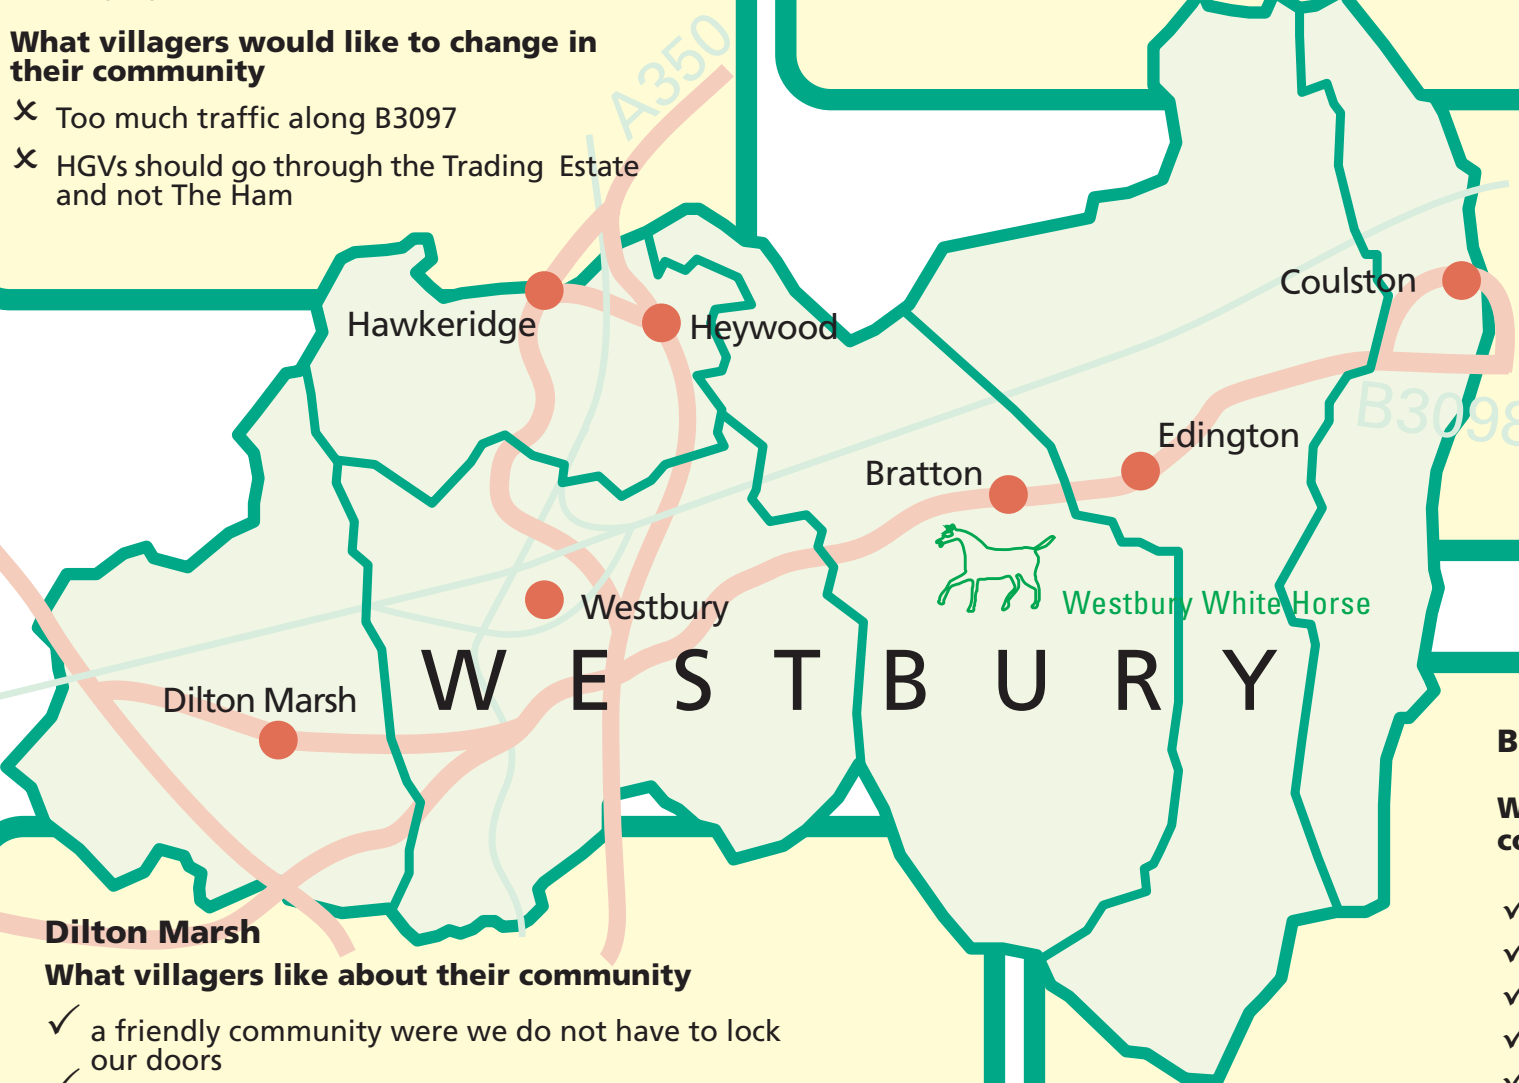 What villagers would like to change in
their community
✗ Too much traffic along B3097
✗ HGVs should go through the Trading Estate
and not The Ham
A350
Hawkeridge
Heywood
Coulston
B3098
Edington
Bratton
Westbury White Horse
Westbury
WESTBURY
Dilton Marsh
Dilton Marsh
What villagers like about their community
✓ a friendly community were we do not have to lock
our doors
✓
B
W
co
✓
✓
✓
✓
✓